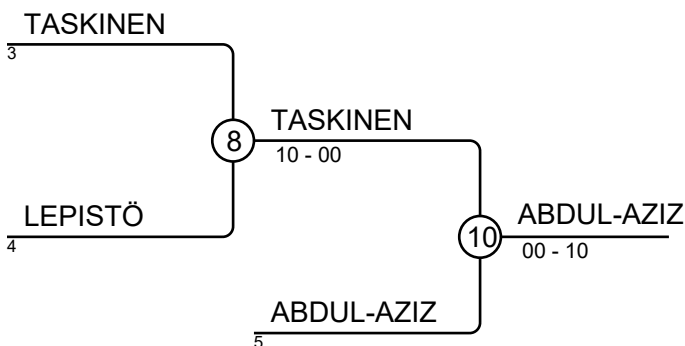 TASKINEN
3
8
TASKINEN
10 - 00
LEPISTÖ
4
10
ABDUL-AZIZ
00 - 10
ABDUL-AZIZ
5